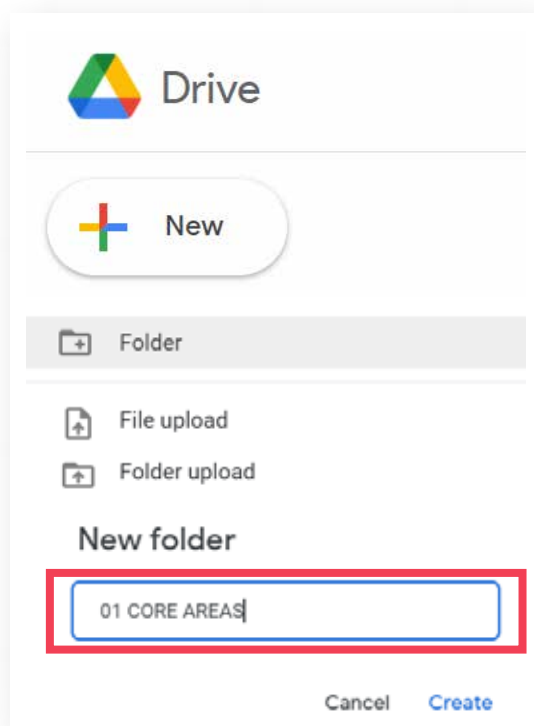 Drive
New
Folder
File upload
Folder upload
New folder
01 CORE AREAS
Cancel Create